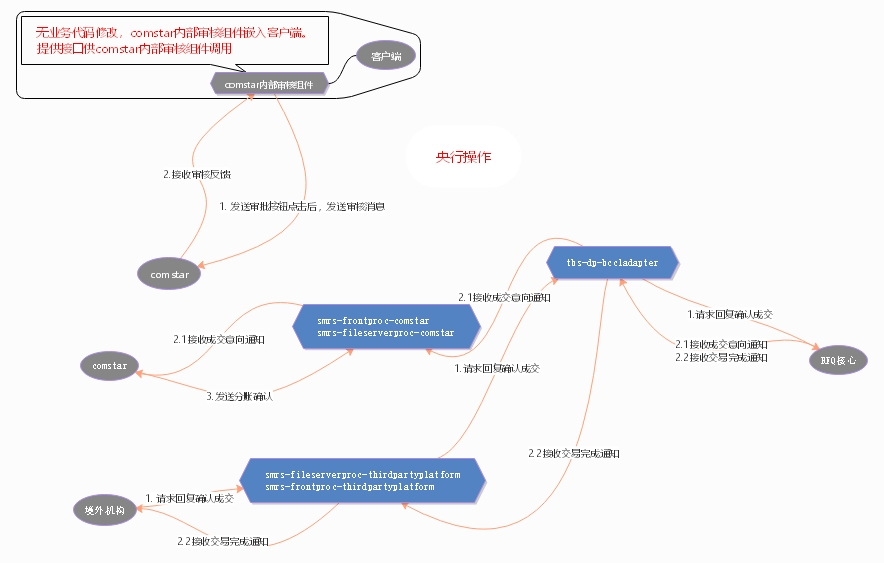 无业务代码修改，comstar内部审核组件嵌入客户端。
提供接口供comstar内部审核组件调用
客户端
comstar内部审核组件
央行操作
2.接收审核反馈
1. 发送审批按钮点击后，发送审核消息
comstar
tbs-dp-bccladapter
2.1接收成交意向通知
smrs-frontproc-comstar
smrs-fileserverproc-comstar
1.请求回复确认成交
2.1接收成交意向通知
2.1接收成交意向通知
2.2接收交易完成通知
RFQ核心
comstar
1.请求回复确认成交
3.发送分账确认
2.2接收交易完成通知
smrs-fileserverproc-thirdpartyplatform
smrs-frontproc-thirdpartyplatform
1. 请求回复确认成交
境外机构
2.2接收交易完成通知